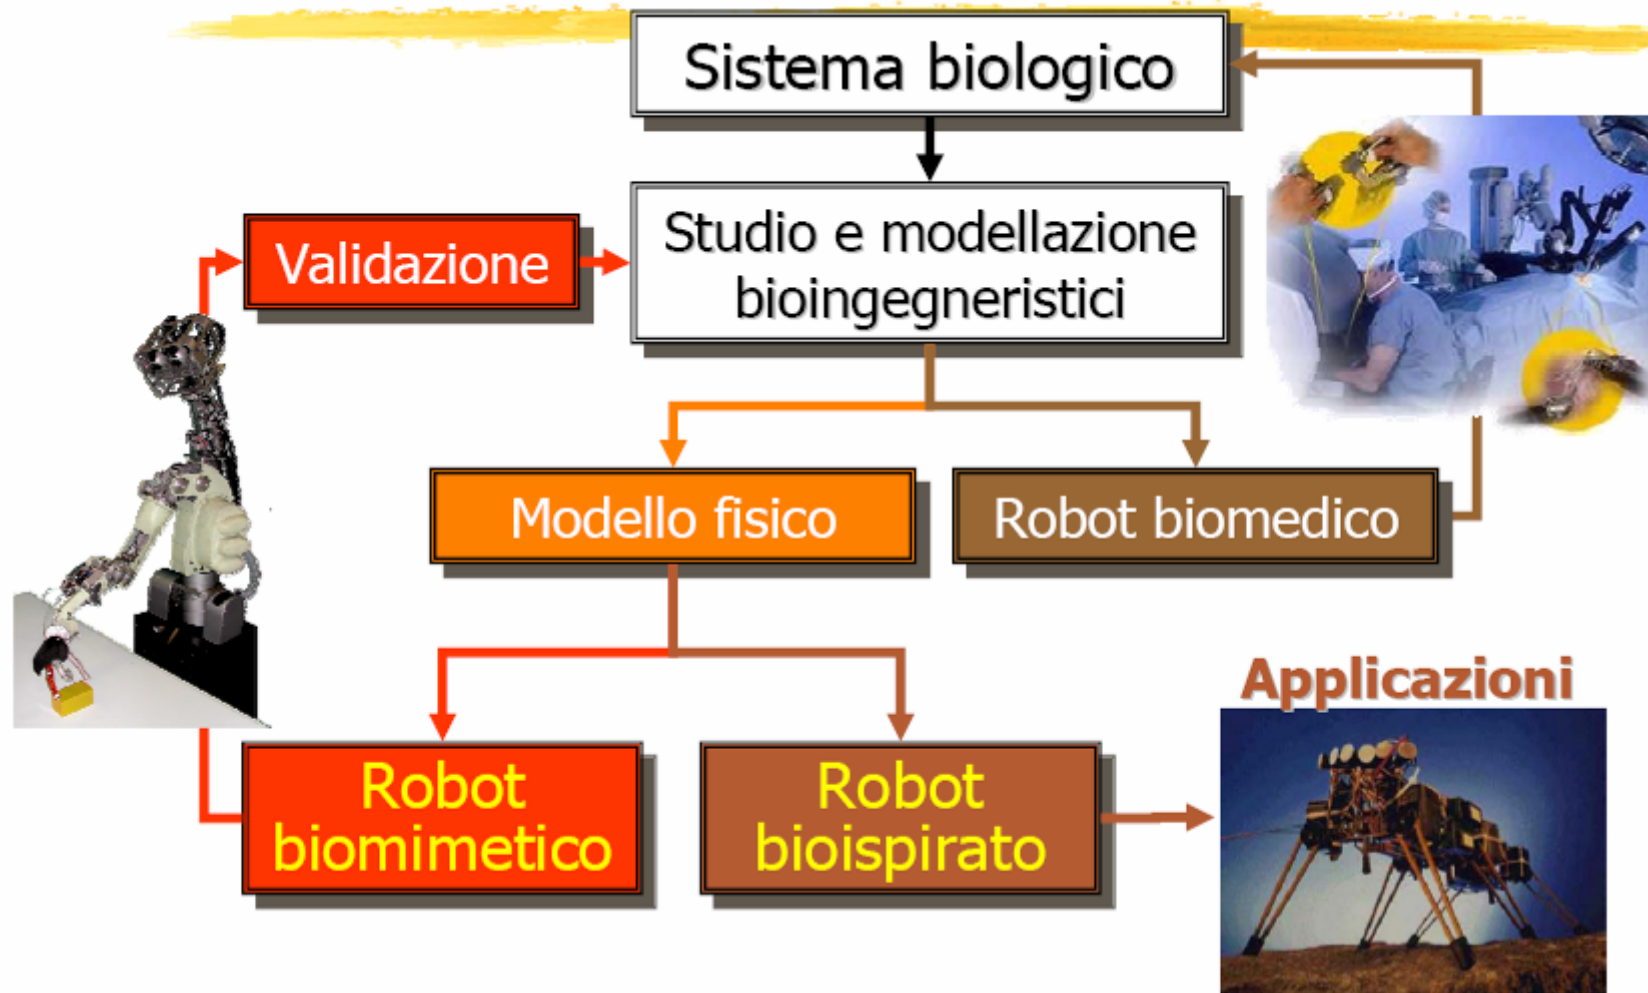 Sistema biologico
Studio e modellazione
bioingegneristici
Validazione
Modello fisico
Robot biomedico
Applicazioni
Robot
biomimetico
Robot
bioispirato